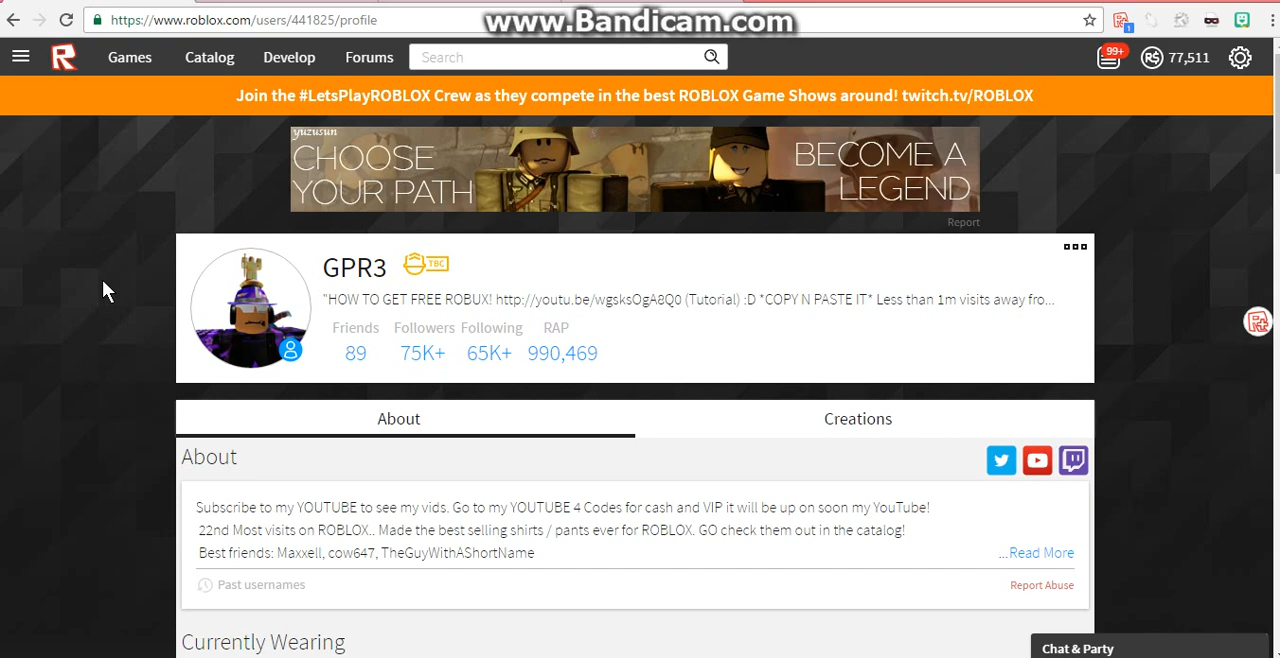 https://www.roblox.com/users/441825/profile
www.Bandicam.com
1
Games Catalog Develop Forums Search 99+ R$ 77,511
Join the #LetsPlayROBLOX Crew as they compete in the best ROBLOX Game Shows around! twitch.tv/ROBLOX
yuzusun
CHOOSE
YOUR PATH
BECOME A
LEGEND
Report
GPR3 TBC
"HOW TO GET FREE ROBUX! http://youtu.be/wgsksOgA8Q0 (Tutorial) :D *COPY N PASTE IT* Less than 1m visits away fro...
Friends Followers Following RAP
89 75K+ 65K+ 990,469
About Creations
About
Subscribe to my YOUTUBE to see my vids. Go to my YOUTUBE 4 Codes for cash and VIP it will be up on soon my YouTube!
22nd Most visits on ROBLOX.. Made the best selling shirts / pants ever for ROBLOX. GO check them out in the catalog!
Best friends: Maxxell, cow647, TheGuyWithAShortName ...Read More
Past usernames Report Abuse
Currently Wearing
Chat & Party